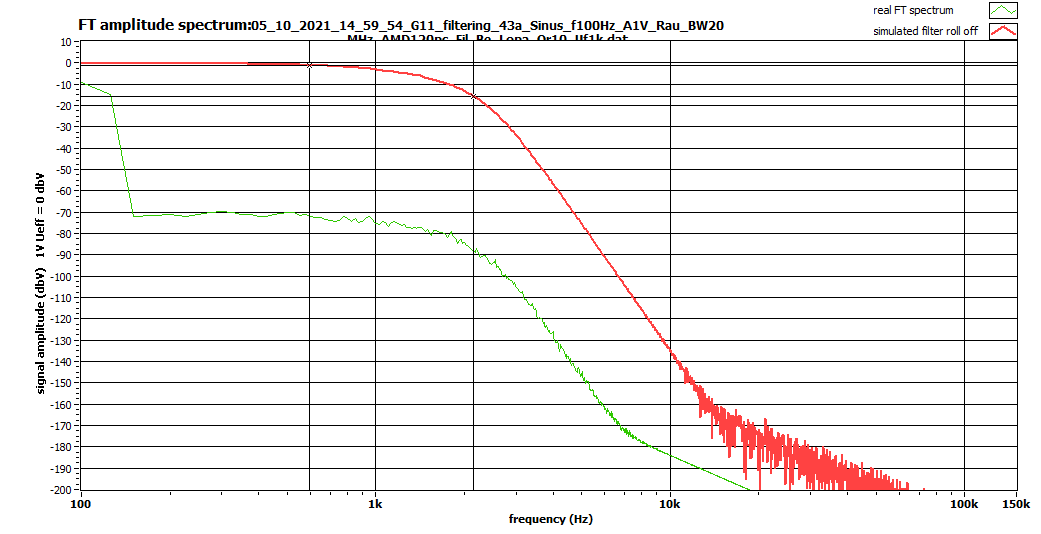 real FT spectrum
simulated filter roll off
FT amplitude spectrum:05_10_2021_14_59_54_G11_filtering_43a_Sinus_f100Hz_A1V_Rau_BW20
10
0
-10
-20
-30
-40
-50
-60
-70
-80
-90
-100
-110
-120
-130
-140
-150
-160
-170
-180
-190
-200
signal amplitude (dbV) 1V Ueff = 0 dbV
100
1k
10k
100k
150k
frequency (Hz)